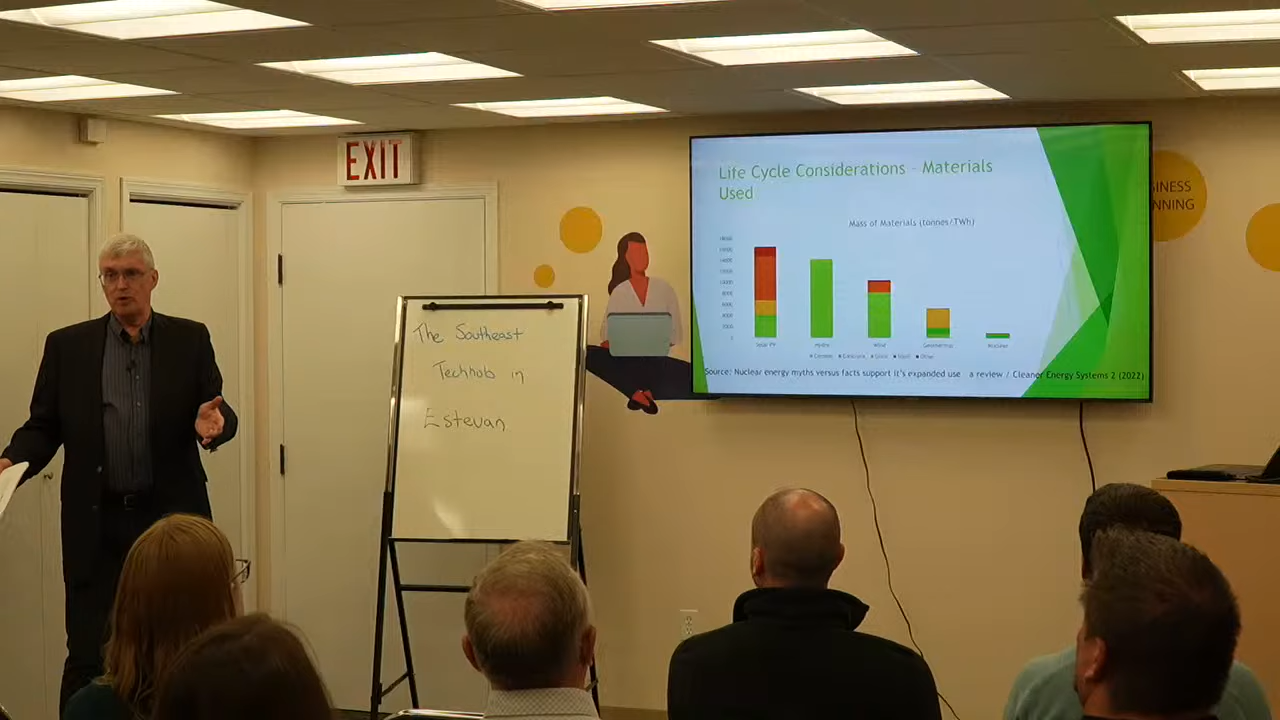 EXIT
The Southeast
Techhub in
Estevan
Life Cycle Considerations - Materials
Used
Mass of Materials (tonnes/TWh)
Solar PV
Hydro
Wind
Geothermal
Nuclear
Source: Nuclear energy myths versus facts support it's expanded use a review / Cleaner Energy Systems 2 (2022)
INESS
NNING